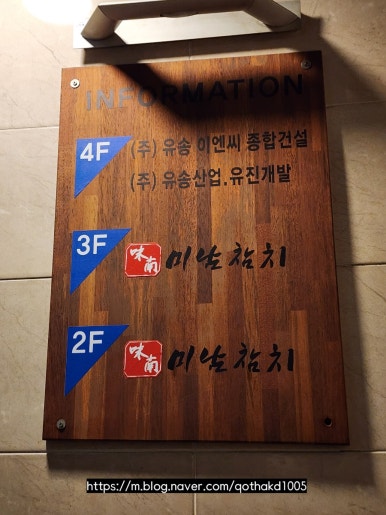 INFORMATION
4F
(주) 유송 이엔씨 종합건설
(주) 유송산업.유진개발
3F
味南 미남참치
2F
味南 미남참치
https://m.blog.naver.com/qothakd1005